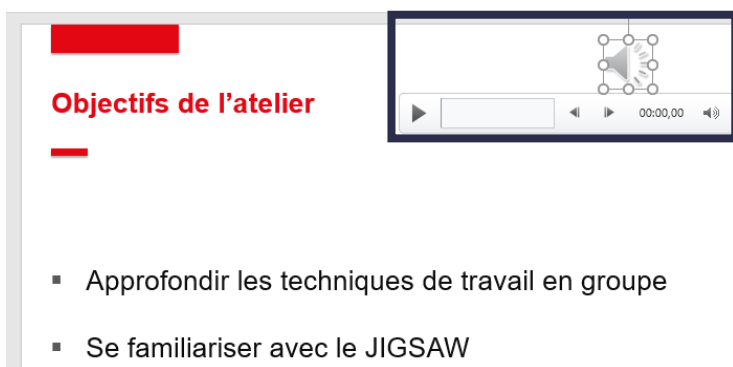 Objectifs de l’atelier
00:00,00
Approfondir les techniques de travail en groupe
Se familiariser avec le JIGSAW